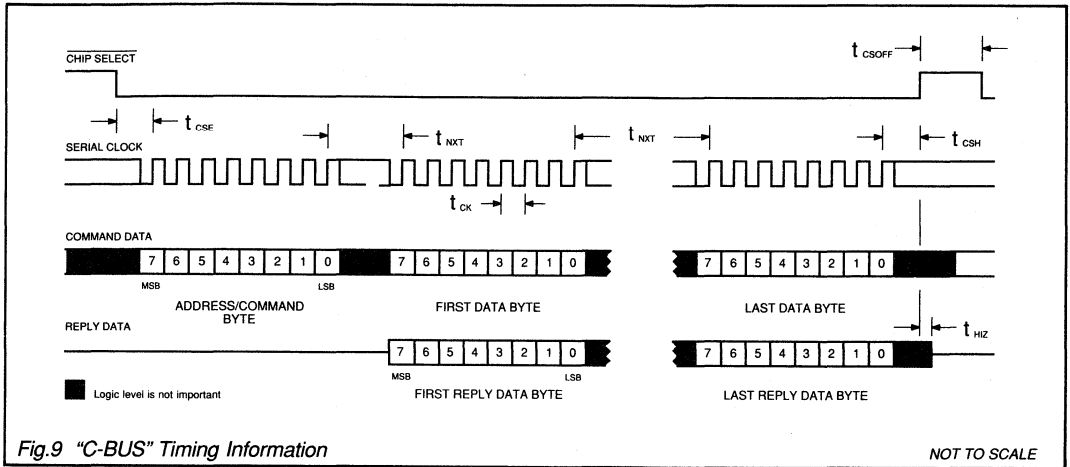 CHIP SELECT
t CSOFF
t CSE
t NXT
t NXT
t CSH
SERIAL CLOCK
t CK
COMMAND DATA
7 6 5 4 3 2 1 0 7 6 5 4 3 2 1 0 7 6 5 4 3 2 1 0
MSB LSB
ADDRESS/COMMAND
BYTE
FIRST DATA BYTE
LAST DATA BYTE
REPLY DATA
t HIZ
7 6 5 4 3 2 1 0 7 6 5 4 3 2 1 0
MSB LSB
Logic level is not important
FIRST REPLY DATA BYTE
LAST REPLY DATA BYTE
Fig.9 "C-BUS" Timing Information
NOT TO SCALE